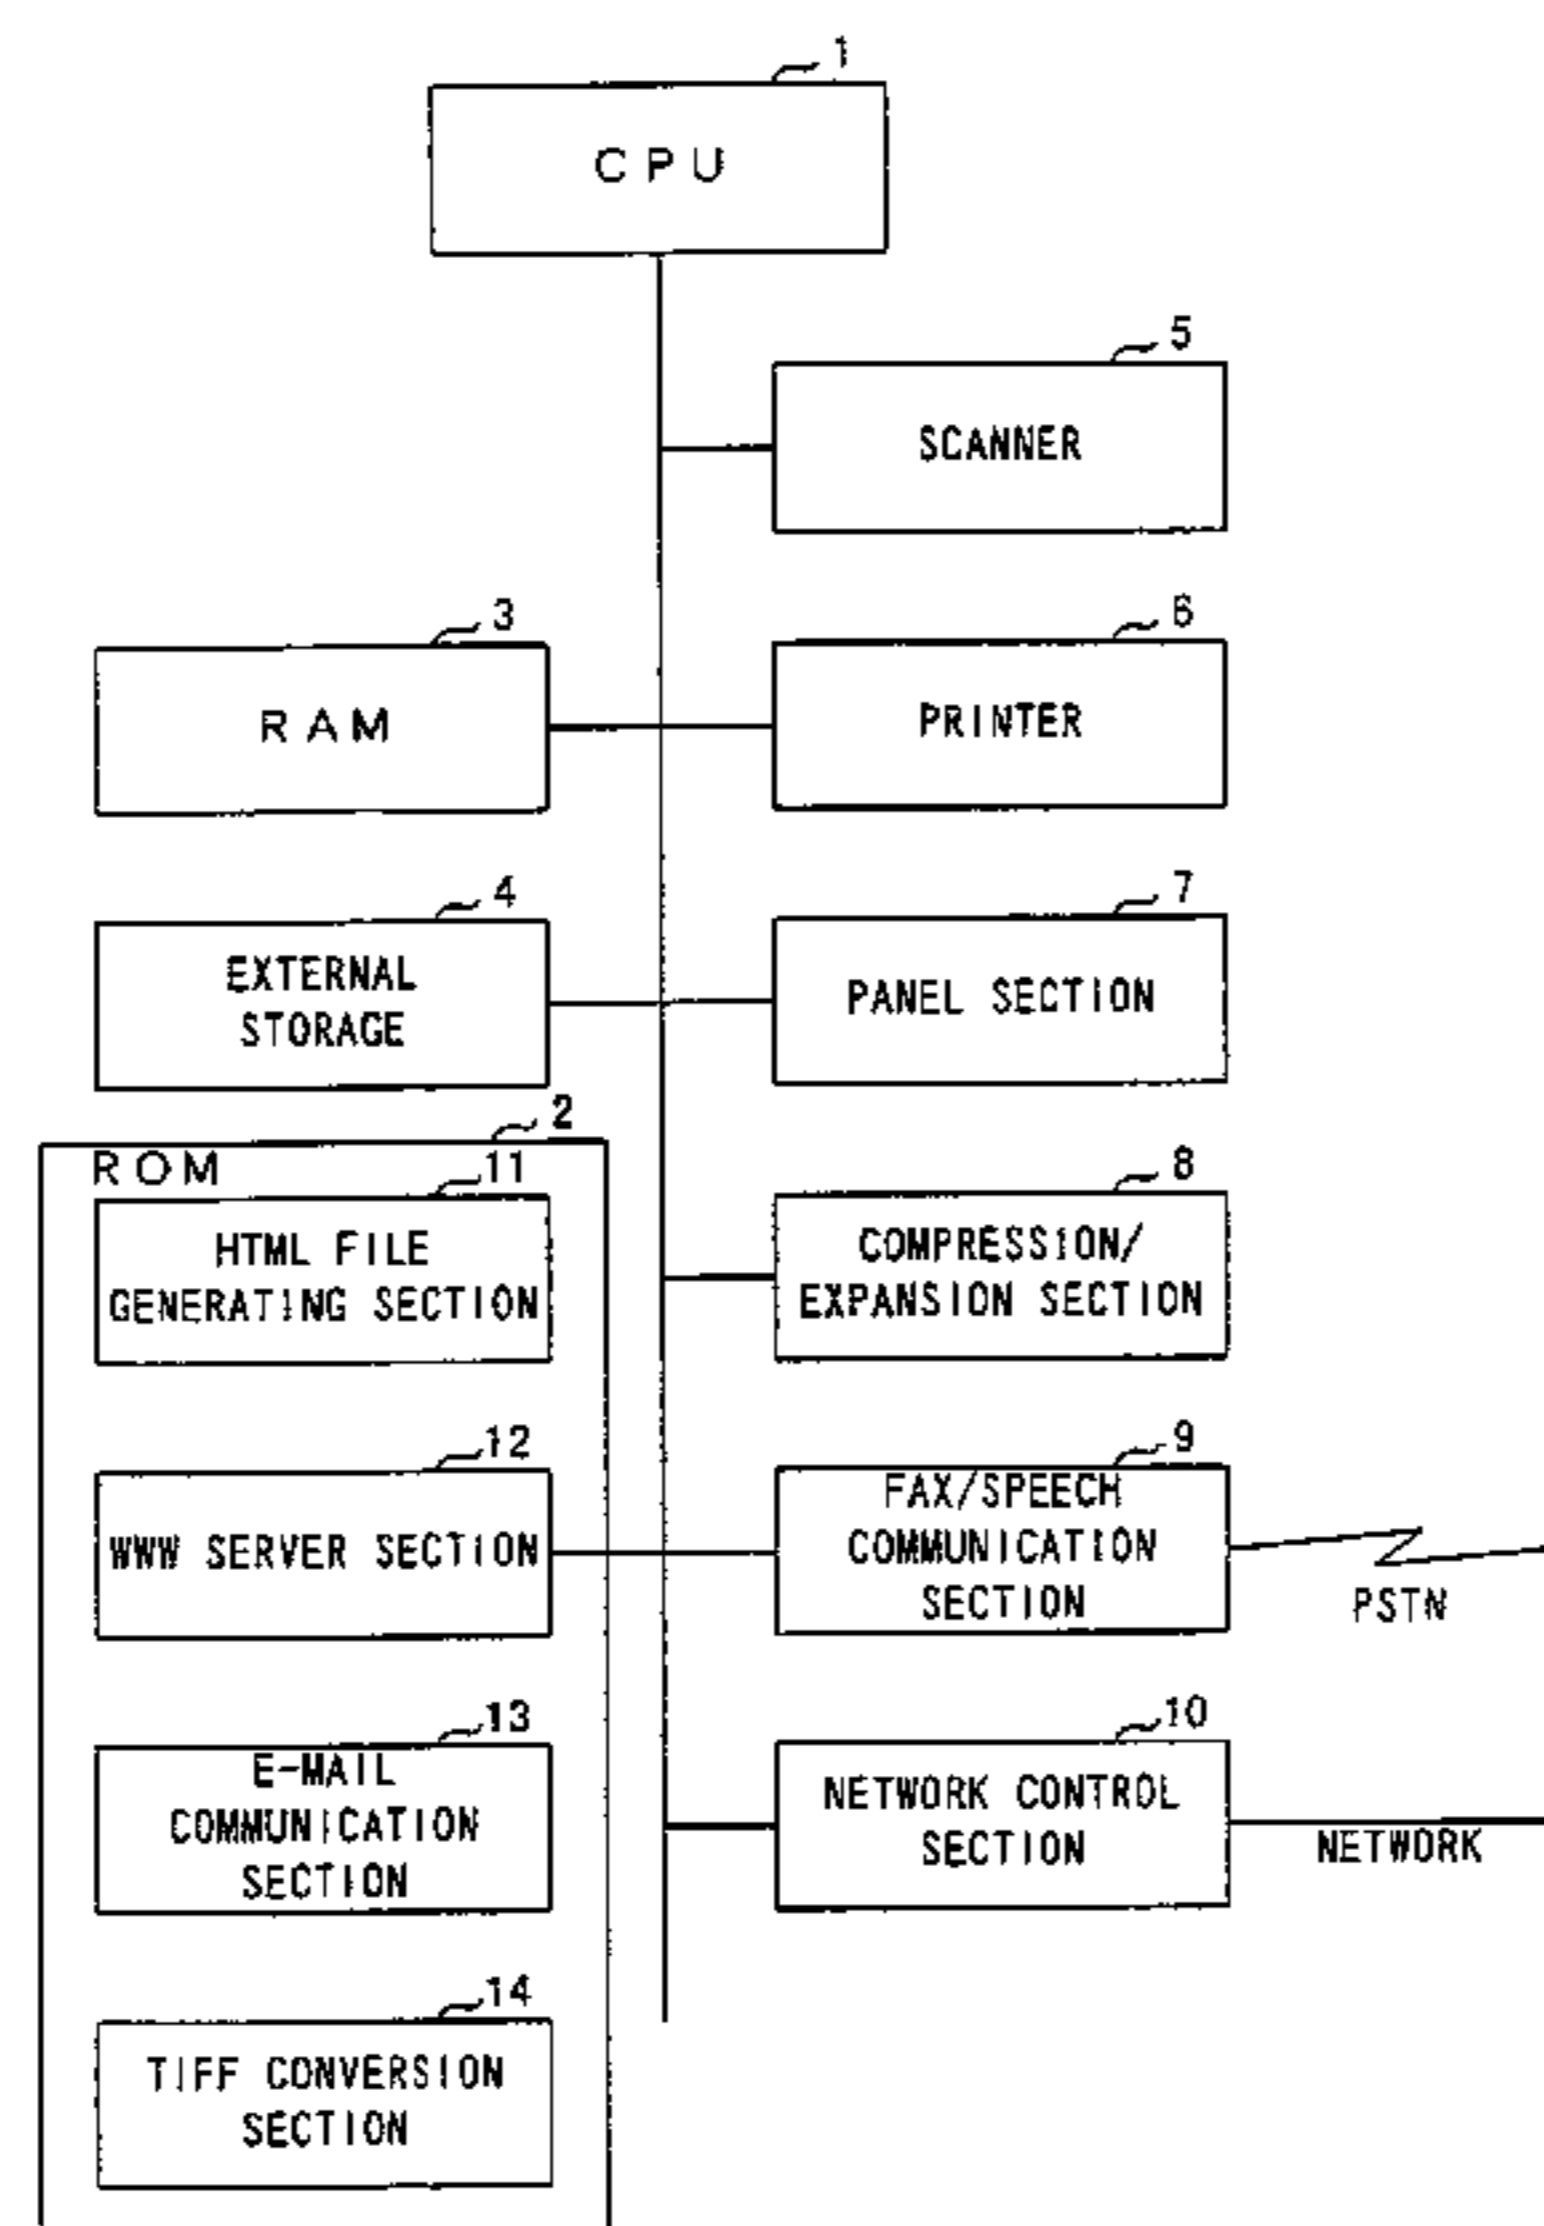 1
CPU
5
SCANNER
3
RAM
6
PRINTER
4
EXTERNAL
STORAGE
7
PANEL SECTION
2
ROM
11
HTML FILE
GENERATING SECTION
8
COMPRESSION/
EXPANSION SECTION
12
WWW SERVER SECTION
9
FAX/SPEECH
COMMUNICATION
SECTION
PSTN
13
E-MAIL
COMMUNICATION
SECTION
10
NETWORK CONTROL
SECTION
NETWORK
14
TIFF CONVERSION
SECTION